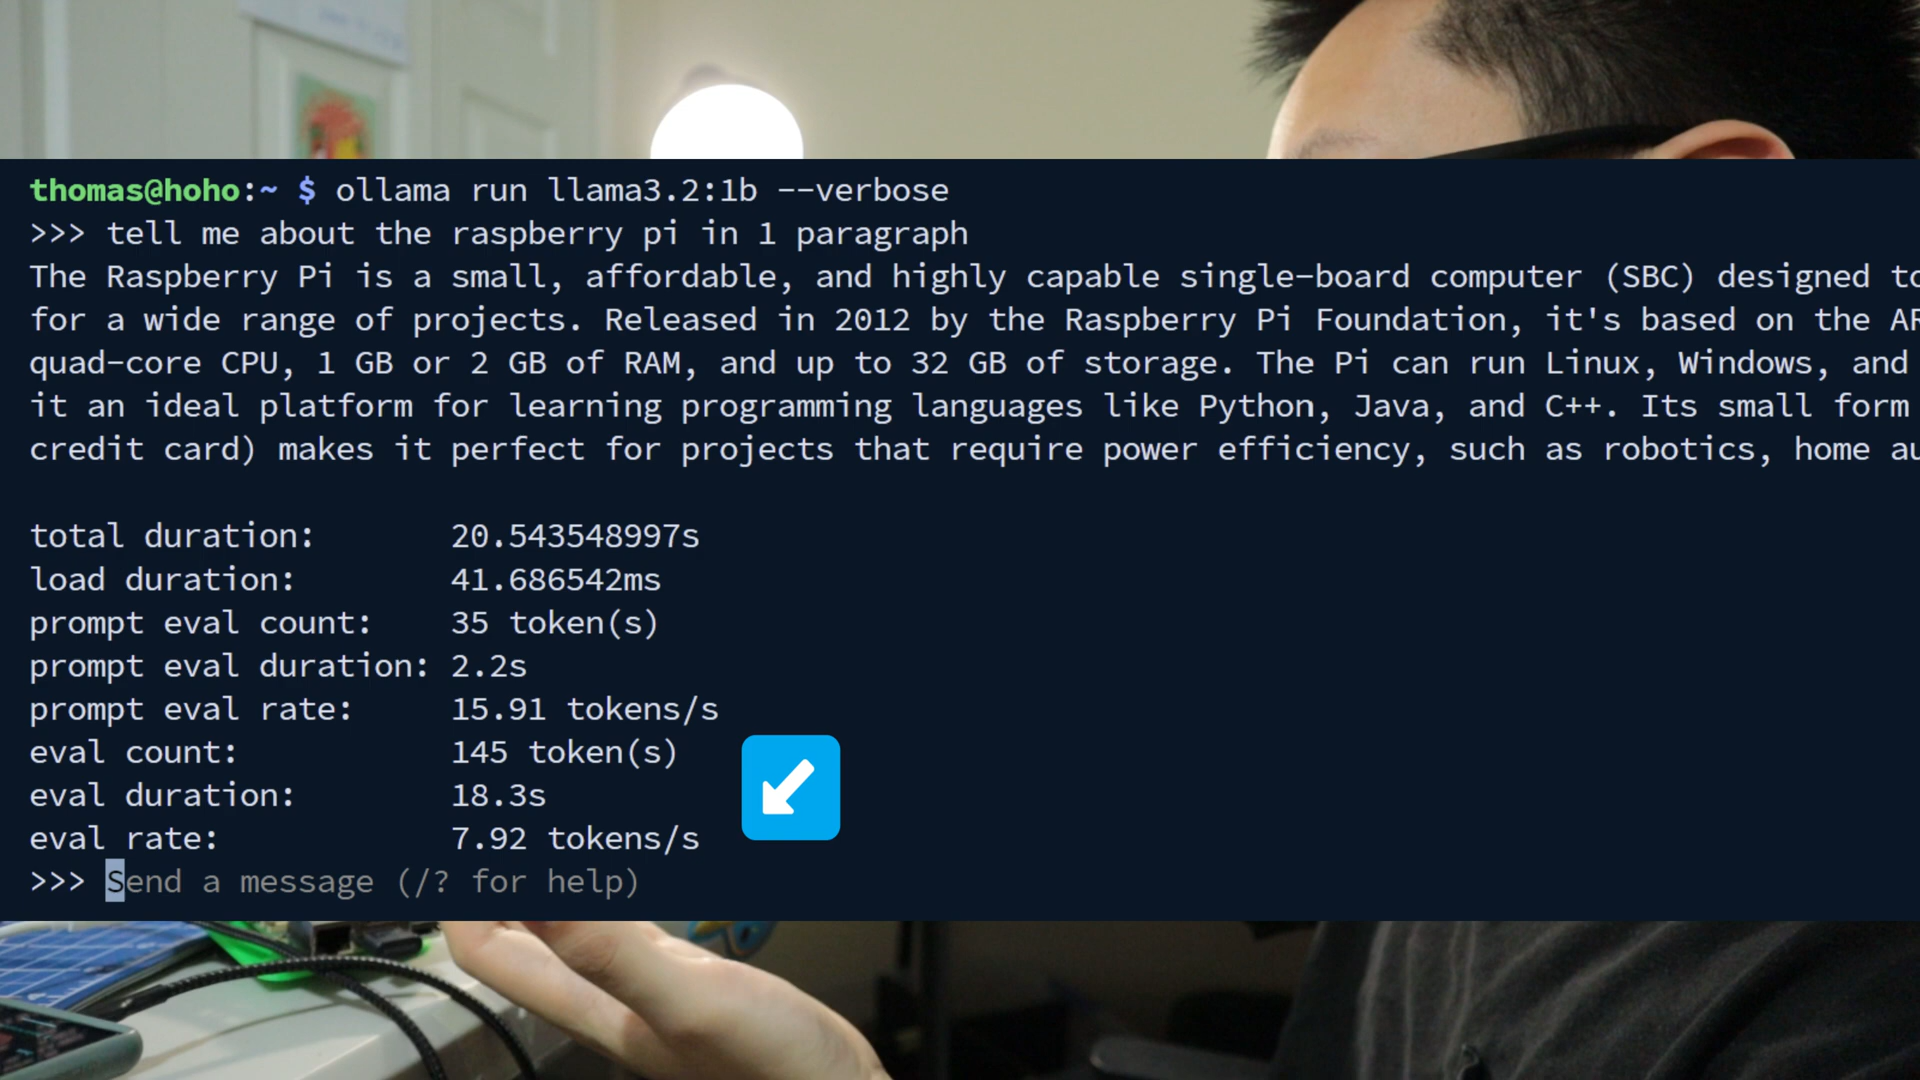 thomas@hoho:~ $ ollama run llama3.2:1b --verbose
>>> tell me about the raspberry pi in 1 paragraph
The Raspberry Pi is a small, affordable, and highly capable single-board computer (SBC) designed to
for a wide range of projects. Released in 2012 by the Raspberry Pi Foundation, it's based on the
quad-core CPU, 1 GB or 2 GB of RAM, and up to 32 GB of storage. The Pi can run Linux, Windows, and
it an ideal platform for learning programming languages like Python, Java, and C++. Its small form
credit card) makes it perfect for projects that require power efficiency, such as robotics, home
total duration: 20.543548997s
load duration: 41.686542ms
prompt eval count: 35 token(s)
prompt eval duration: 2.2s
prompt eval rate: 15.91 tokens/s
eval count: 145 token(s)
eval duration: 18.3s
eval rate: 7.92 tokens/s
>>> Send a message (/? for help)